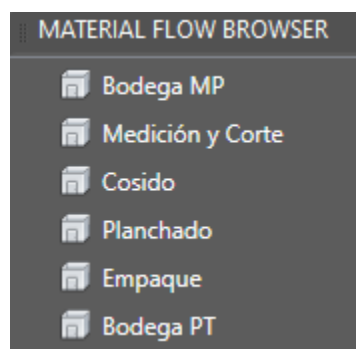 MATERIAL FLOW BROWSER
Bodega MP
Medición y Corte
Cosido
Planchado
Empaque
Bodega PT